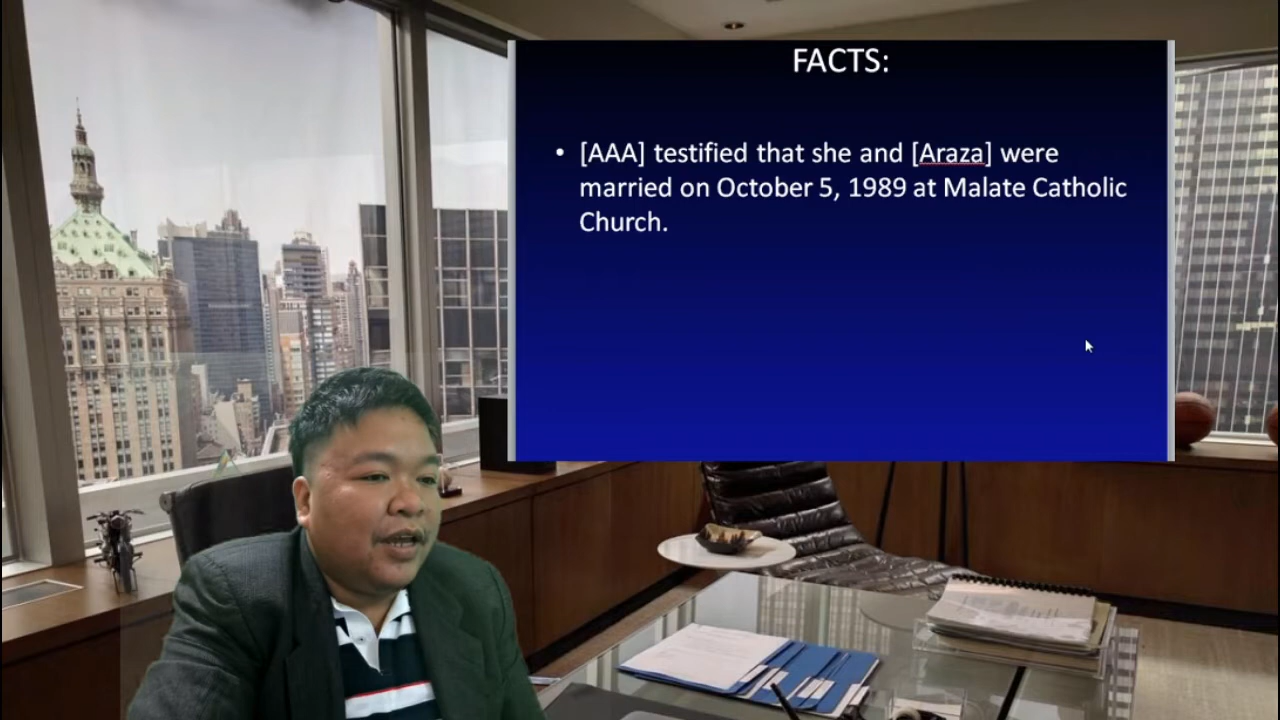 FACTS:
• [AAA] testified that she and [Araza] were
married on October 5, 1989 at Malate Catholic
Church.